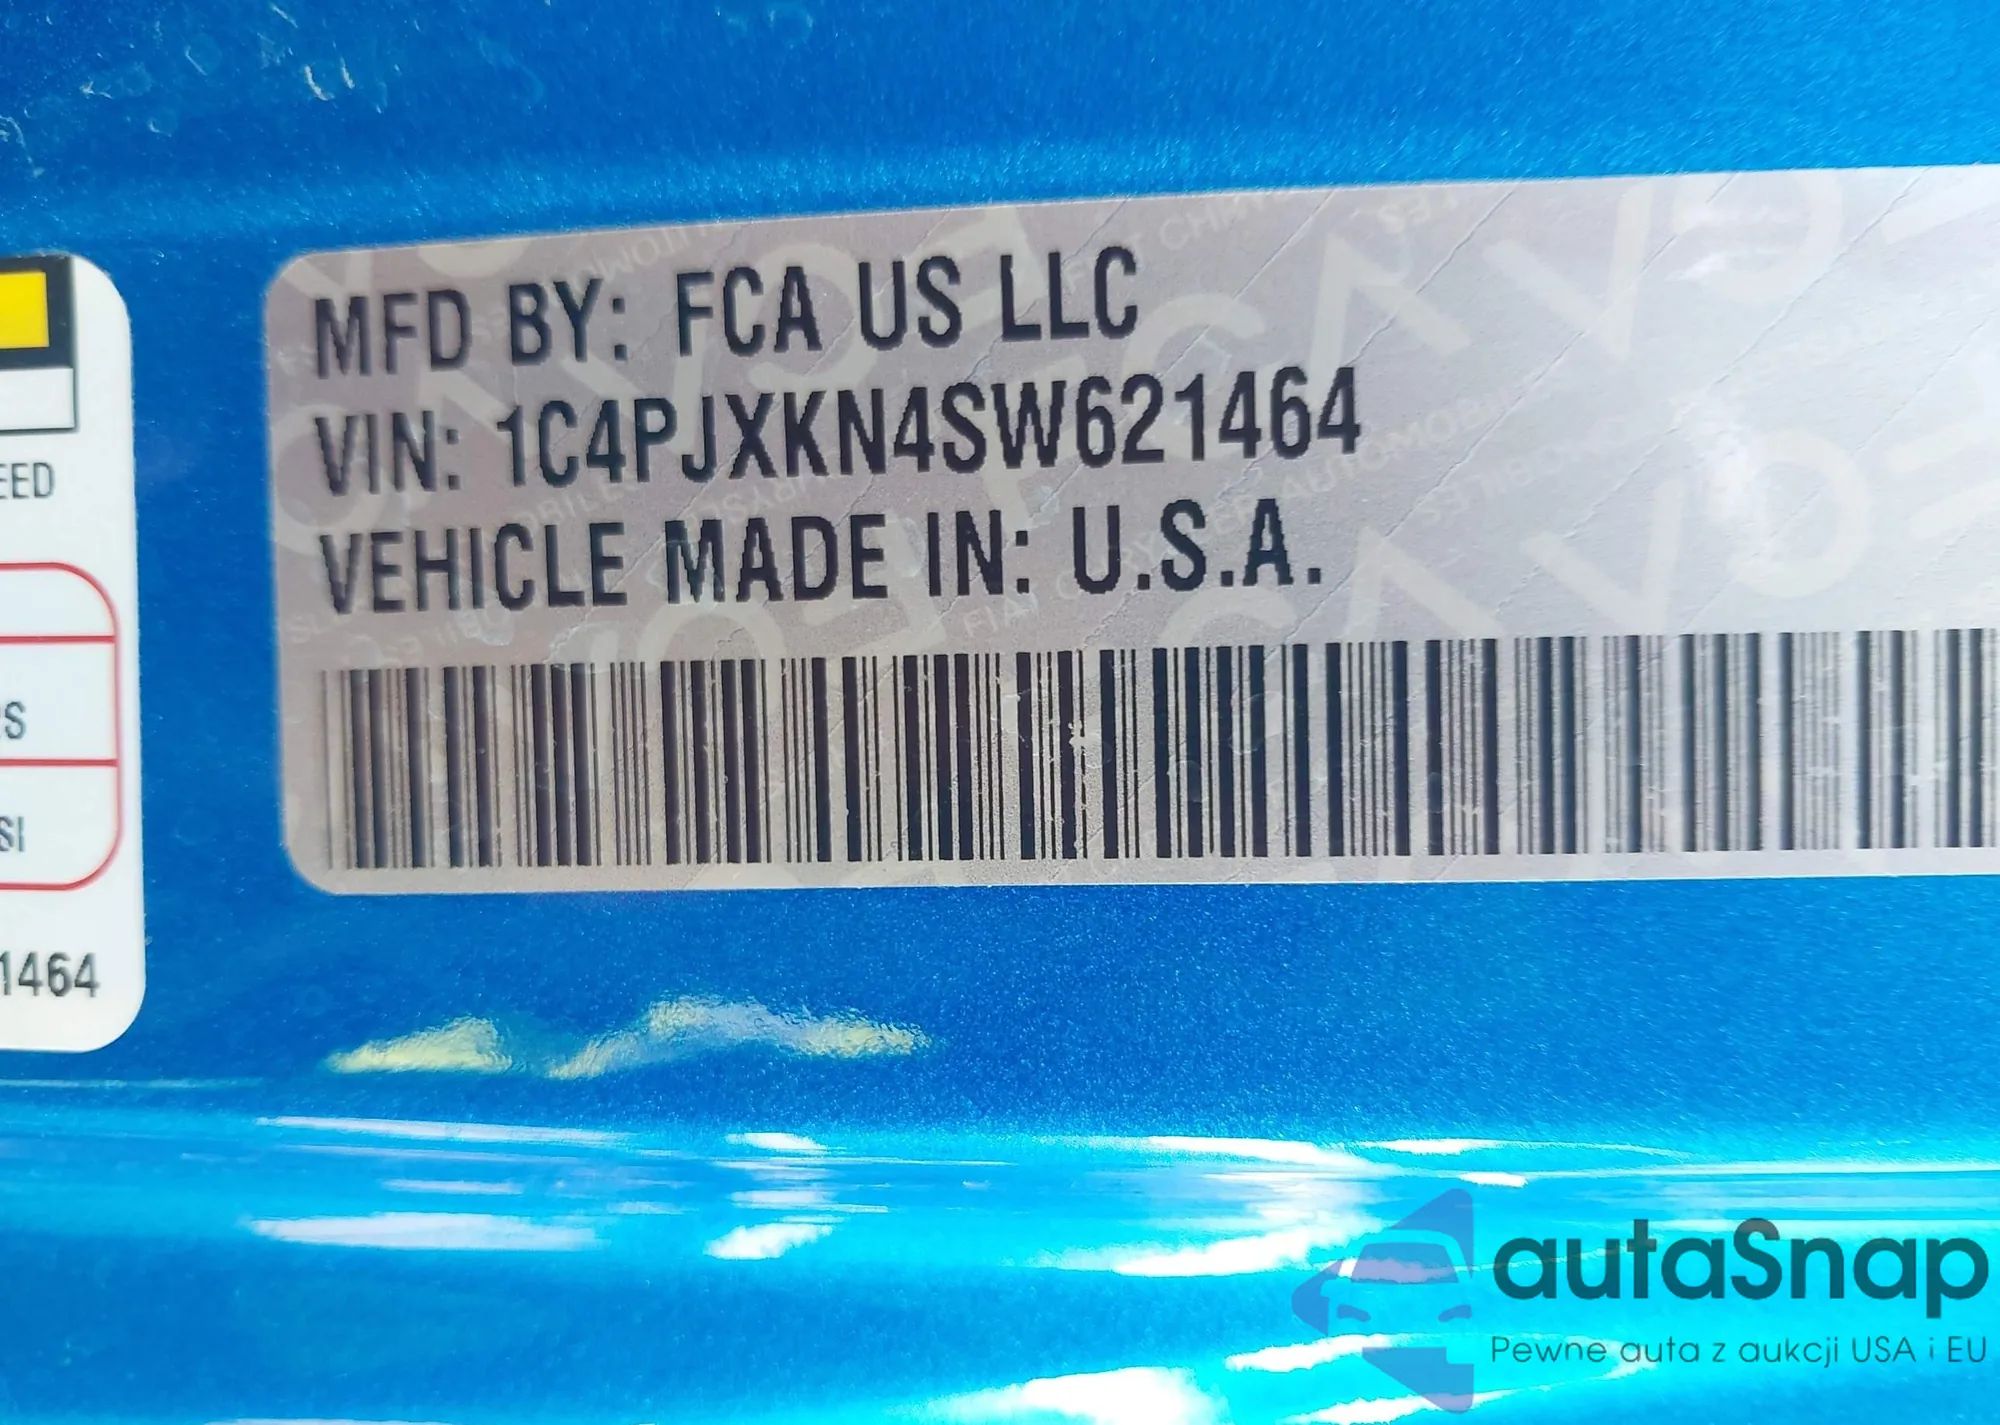 MFD BY: FCA US LLC
VIN: 1C4PJXKN4SW621464
VEHICLE MADE IN: U.S.A.
EED
SI
1464
autaSnap
Pewne auta z aukcji USA i EU